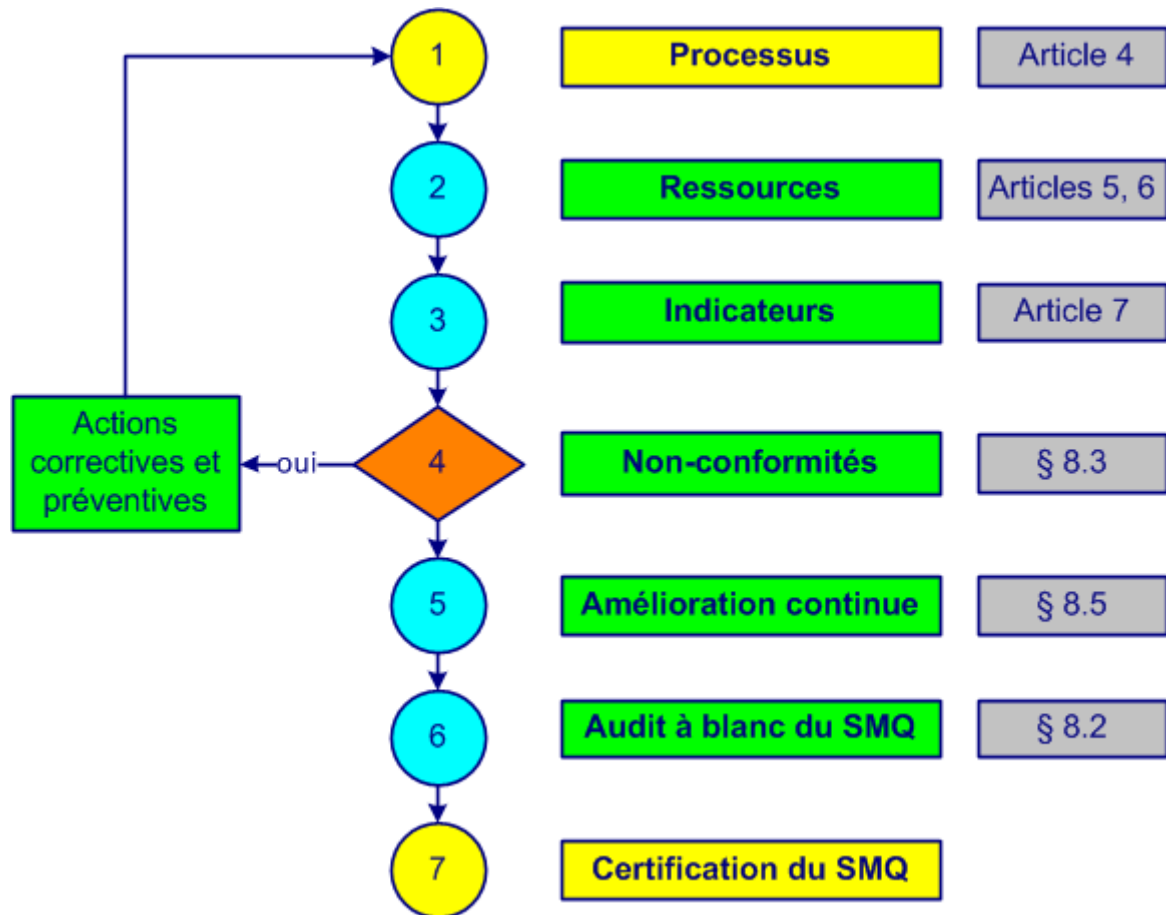 1
Processus
Article 4
2
Ressources
Articles 5, 6
3
Indicateurs
Article 7
Actions
correctives et
préventives
oui
4
Non-conformités
§ 8.3
5
Amélioration continue
§ 8.5
6
Audit à blanc du SMQ
§ 8.2
7
Certification du SMQ